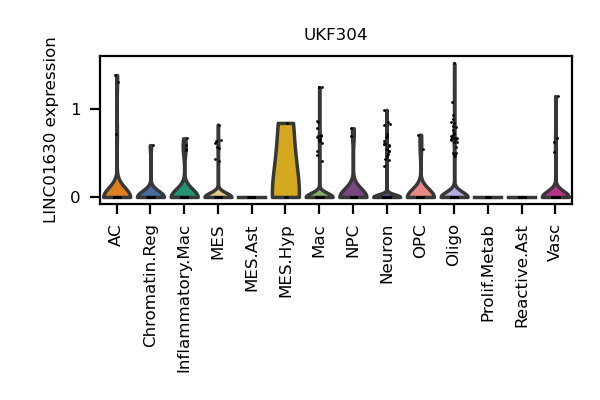 UKF304
LINC01630 expression
1
0
AC
Chromatin.Reg
Inflammatory.Mac
MES
MES.Ast
MES.Hyp
Mac
NPC
Neuron
OPC
Oligo
Prolif.Metab
Reactive.Ast
Vasc